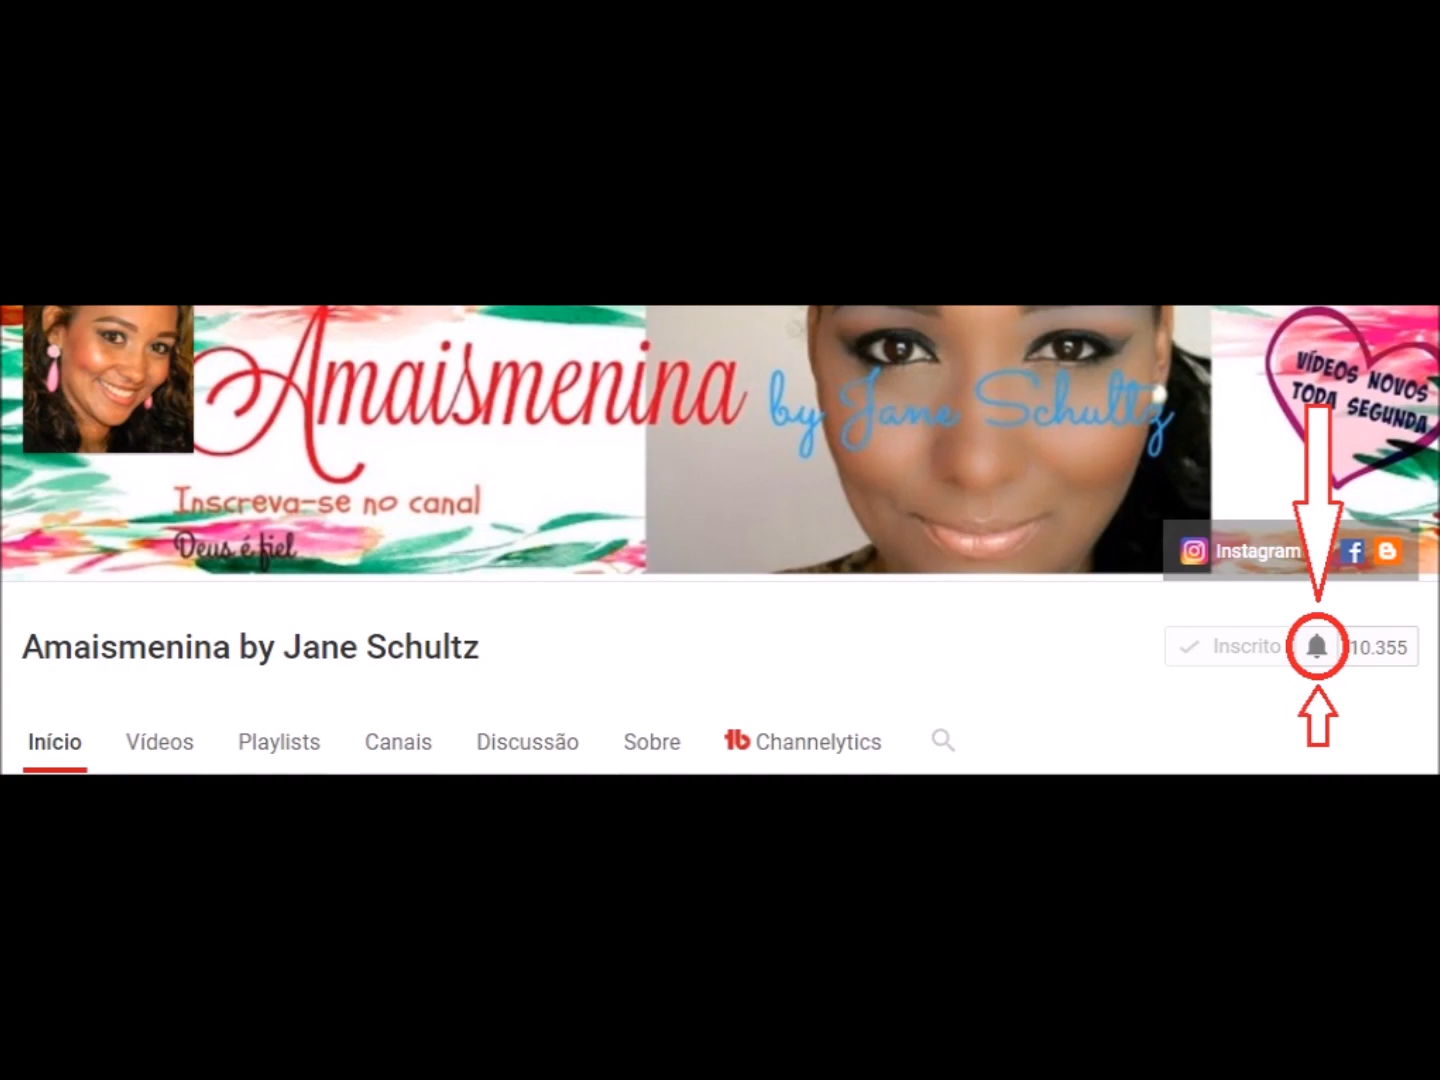 Amaismenina by Jane Schultz
VÍDEOS NOVOS
TODA SEGUNDA
Inscreva-se no canal
Deus é fiel
Instagram
Amaismenina by Jane Schultz
Inscrito 10.355
Início Vídeos Playlists Canais Discussão Sobre Channelytics